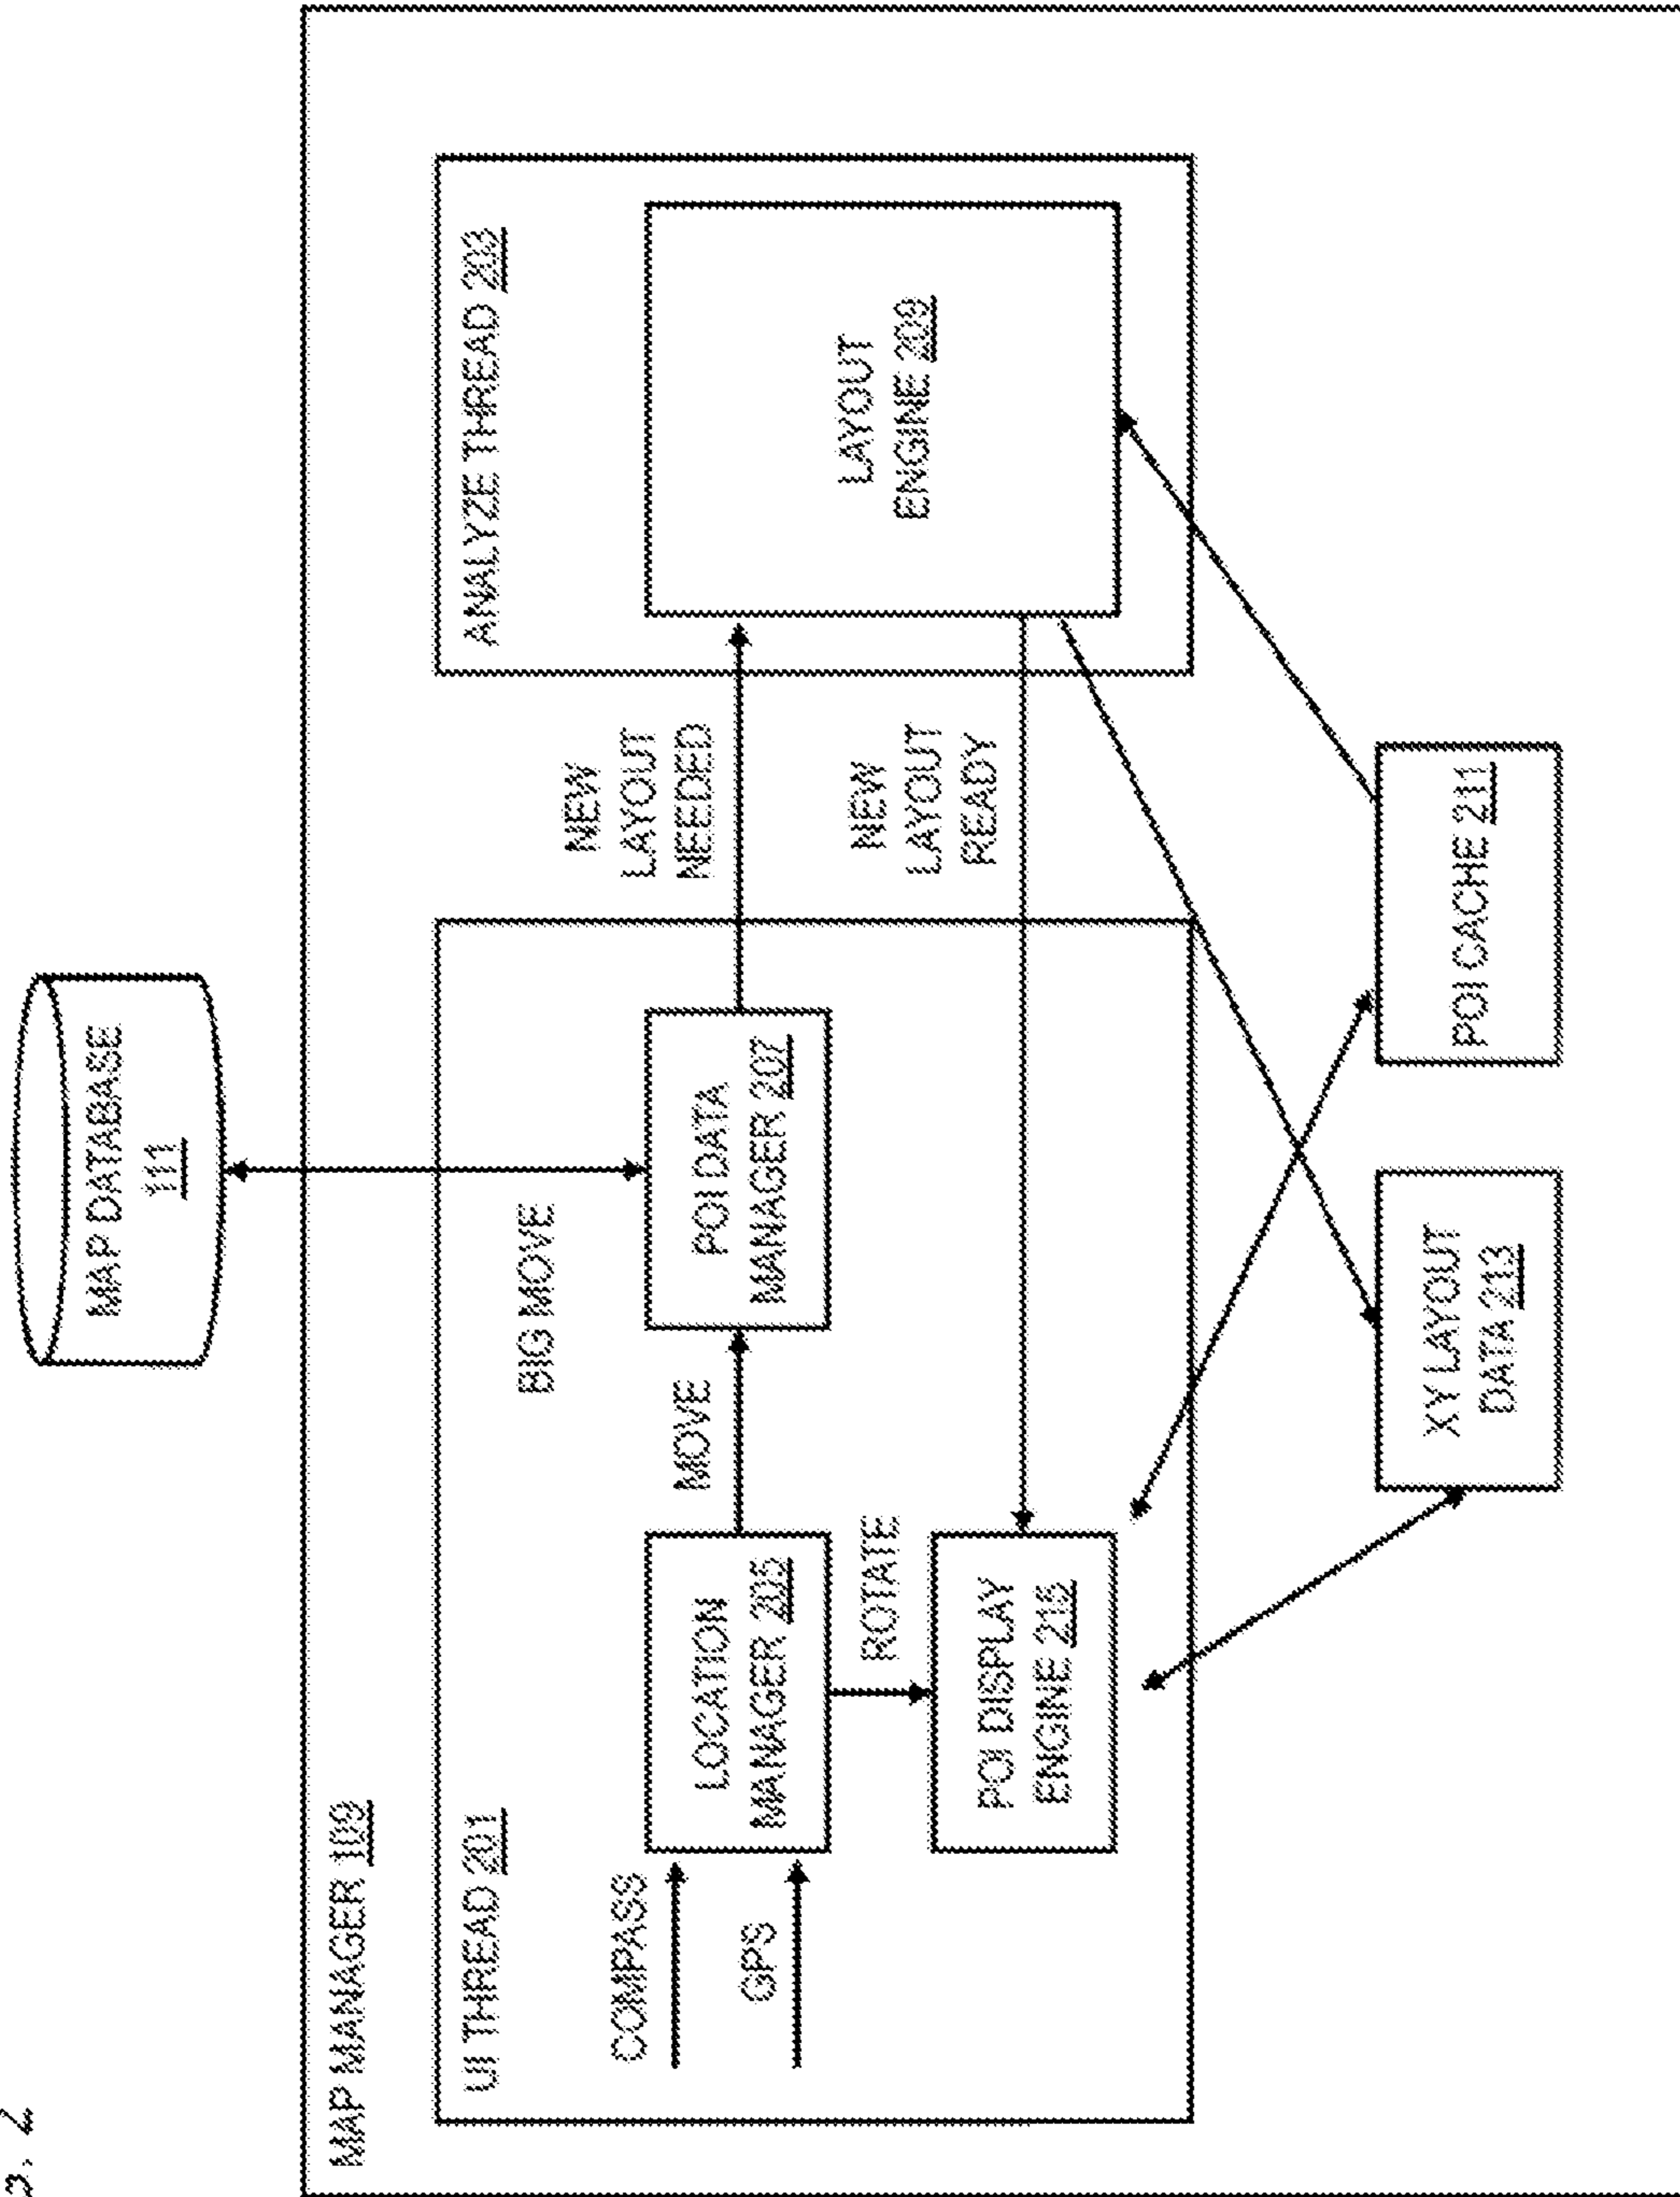 MAP DATABASE
111
MAP MANAGER 109
UI THREAD 201
ANALYZE THREAD 203
BIG MOVE
COMPASS
GPS
LOCATION
MANAGER 205
MOVE
POI DATA
MANAGER 207
NEW
LAYOUT
NEEDED
LAYOUT
ENGINE 209
ROTATE
NEW
LAYOUT
READY
POI DISPLAY
ENGINE 215
XY LAYOUT
DATA 213
POI CACHE 211